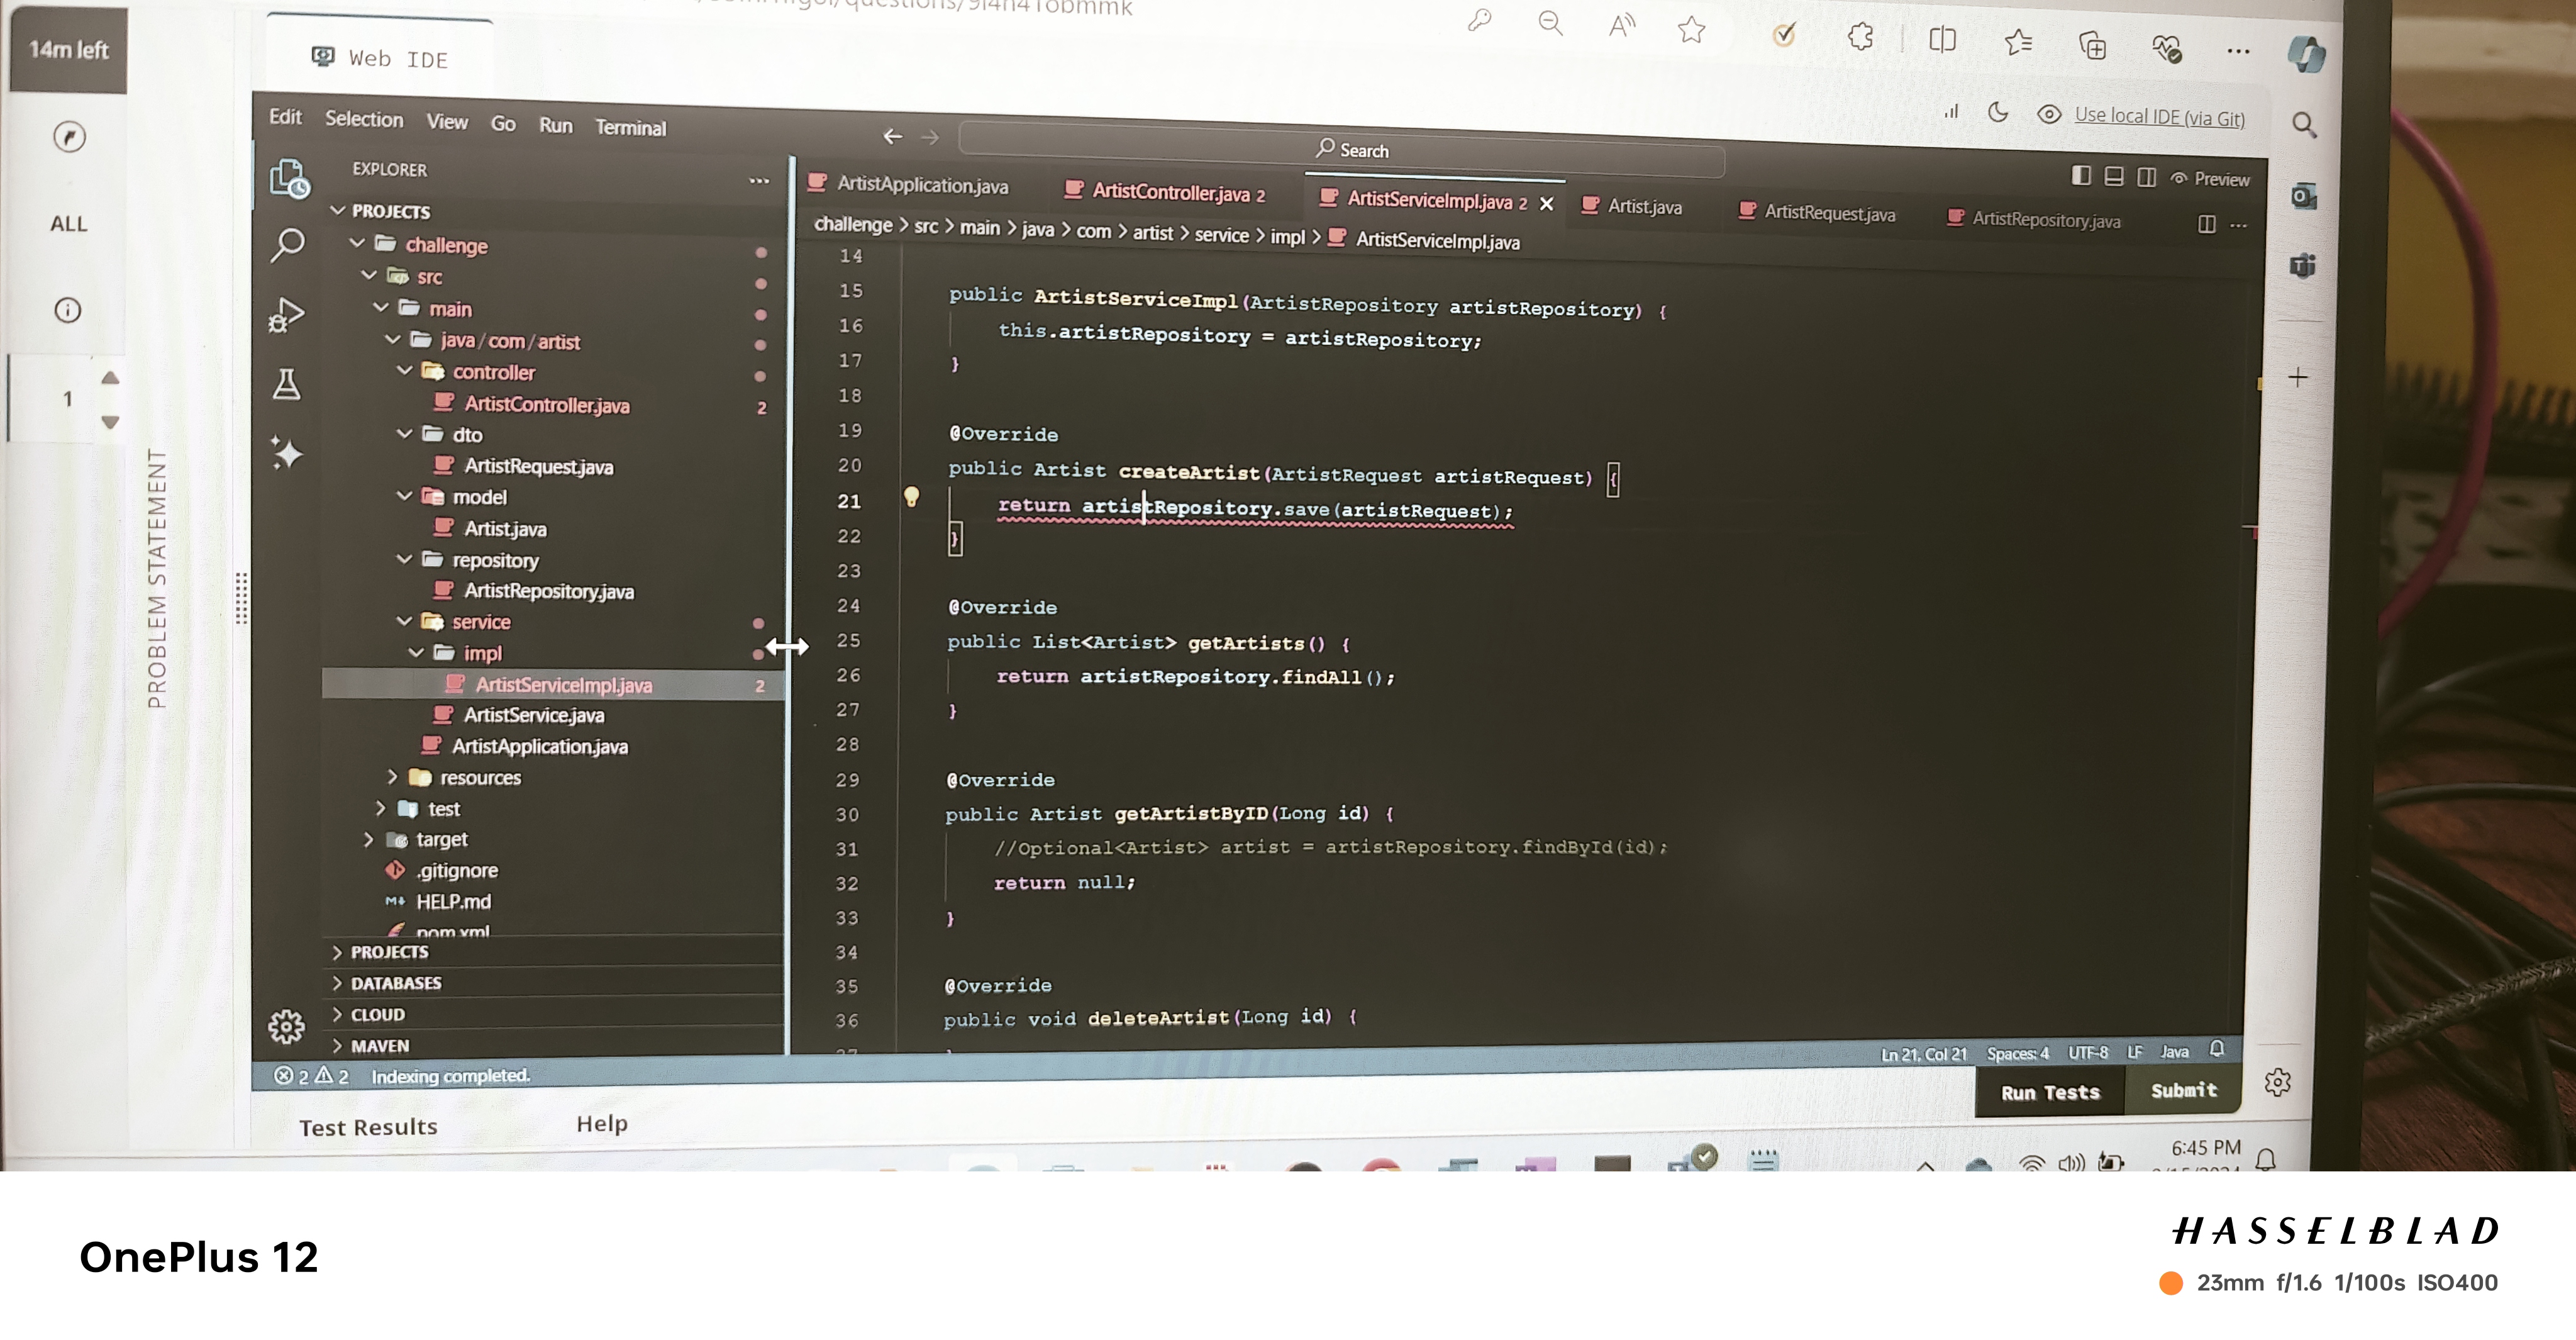 14m left
Web IDE
Use local IDE (via Git)
Edit Selection View Go Run Terminal
Search
Preview
ALL
1
PROBLEM STATEMENT
EXPLORER
PROJECTS
challenge
src
main
java/com/artist
controller
ArtistController.java 2
dto
ArtistRequest.java
model
Artist.java
repository
ArtistRepository.java
service
impl
ArtistServiceImpl.java 2
ArtistService.java
ArtistApplication.java
resources
test
target
.gitignore
HELP.md
pom.xml
PROJECTS
DATABASES
CLOUD
MAVEN
ArtistApplication.java ArtistController.java 2 ArtistServiceImpl.java 2 Artist.java ArtistRequest.java ArtistRepository.java
challenge > src > main > java > com > artist > service > impl > ArtistServiceImpl.java
14
15 public ArtistServiceImpl(ArtistRepository artistRepository) {
16 this.artistRepository = artistRepository;
17 }
18
19 @Override
20 public Artist createArtist(ArtistRequest artistRequest) {
21 return artistRepository.save(artistRequest);
22 }
23
24 @Override
25 public List<Artist> getArtists() {
26 return artistRepository.findAll();
27 }
28
29 @Override
30 public Artist getArtistByID(Long id) {
31 //Optional<Artist> artist = artistRepository.findById(id);
32 return null;
33 }
34
35 @Override
36 public void deleteArtist(Long id) {
2 2 Indexing completed.
Ln 21, Col 21 Spaces: 4 UTF-8 LF Java
Run Tests Submit
Test Results Help
6:45 PM
OnePlus 12
HASSELBLAD
23mm f/1.6 1/100s ISO400